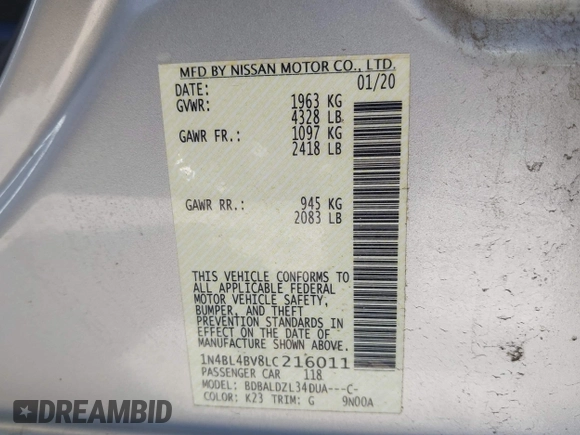 MFD BY NISSAN MOTOR CO., LTD.
DATE: 01/20
GVWR: 1963 KG
4328 LB
GAWR FR.: 1097 KG
2418 LB
GAWR RR.: 945 KG
2083 LB
THIS VEHICLE CONFORMS TO
ALL APPLICABLE FEDERAL
MOTOR VEHICLE SAFETY,
BUMPER, AND THEFT
PREVENTION STANDARDS IN
EFFECT ON THE DATE OF
MANUFACTURE SHOWN ABOVE.
1N4BL4BV8LC216011
PASSENGER CAR 118
MODEL: BDBALDZL34DUA---C-
COLOR: K23 TRIM: G 9N00A
DREAMBID
DREAMBID